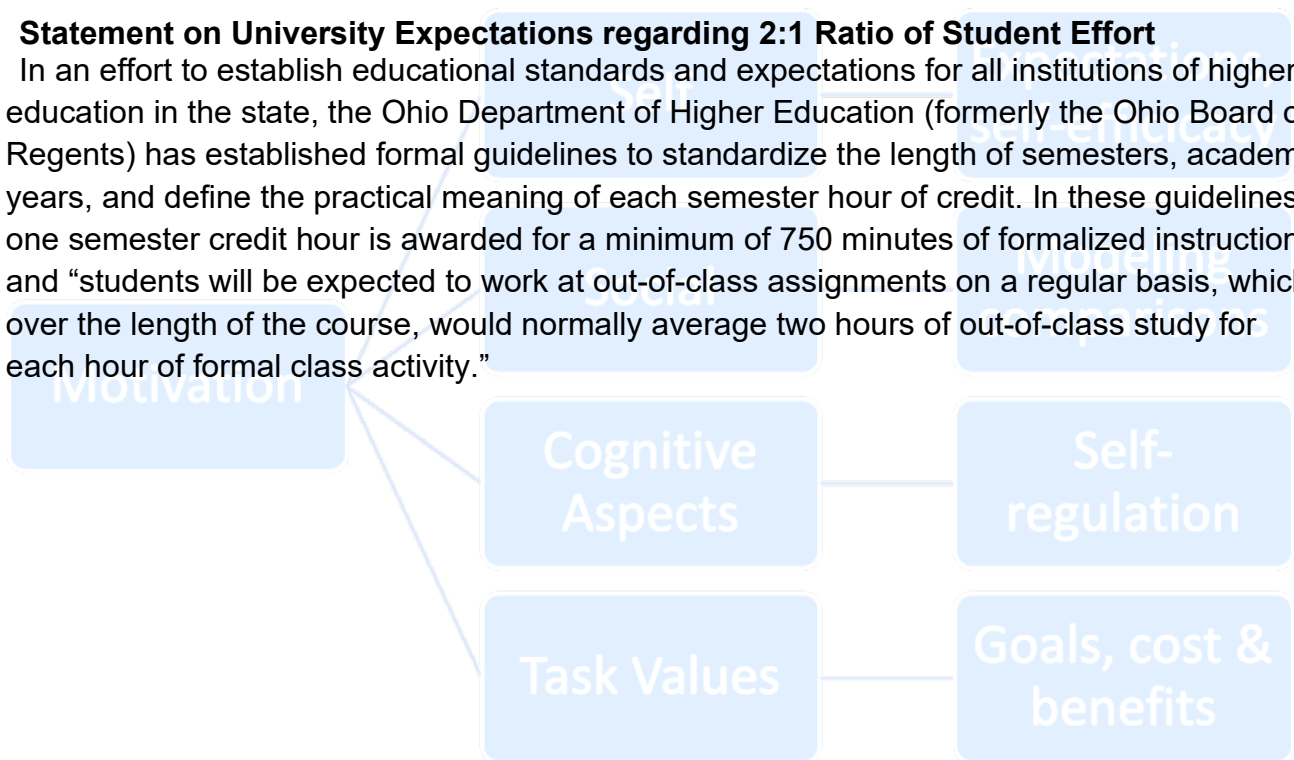 Statement on University Expectations regarding 2:1 Ratio of Student Effort
In an effort to establish educational standards and expectations for all institutions of higher
education in the state, the Ohio Department of Higher Education (formerly the Ohio Board o
Regents) has established formal guidelines to standardize the length of semesters, academ
years, and define the practical meaning of each semester hour of credit. In these guidelines
one semester credit hour is awarded for a minimum of 750 minutes of formalized instruction
and “students will be expected to work at out-of-class assignments on a regular basis, which
over the length of the course, would normally average two hours of out-of-class study for
each hour of formal class activity.”
Motivation
Self
Expectations,
self-efficicacy
Social
Modeling
comparisons
Cognitive
Aspects
Self-
regulation
Task Values
Goals, cost &
benefits